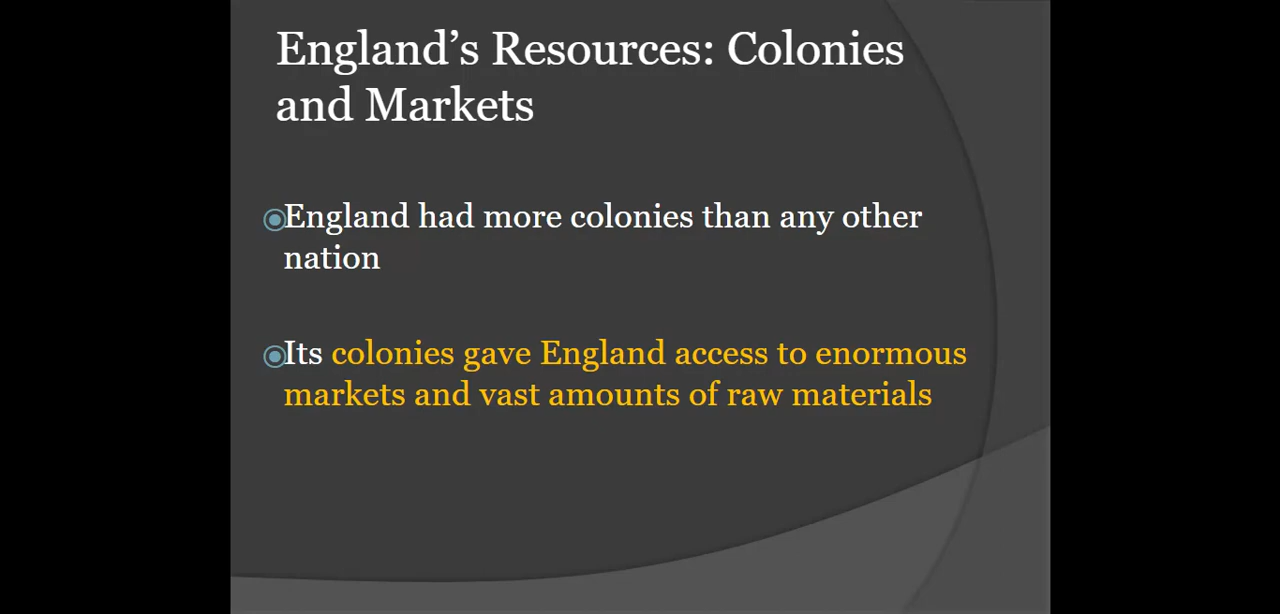 England’s Resources: Colonies
and Markets
England had more colonies than any other
nation
Its colonies gave England access to enormous
markets and vast amounts of raw materials